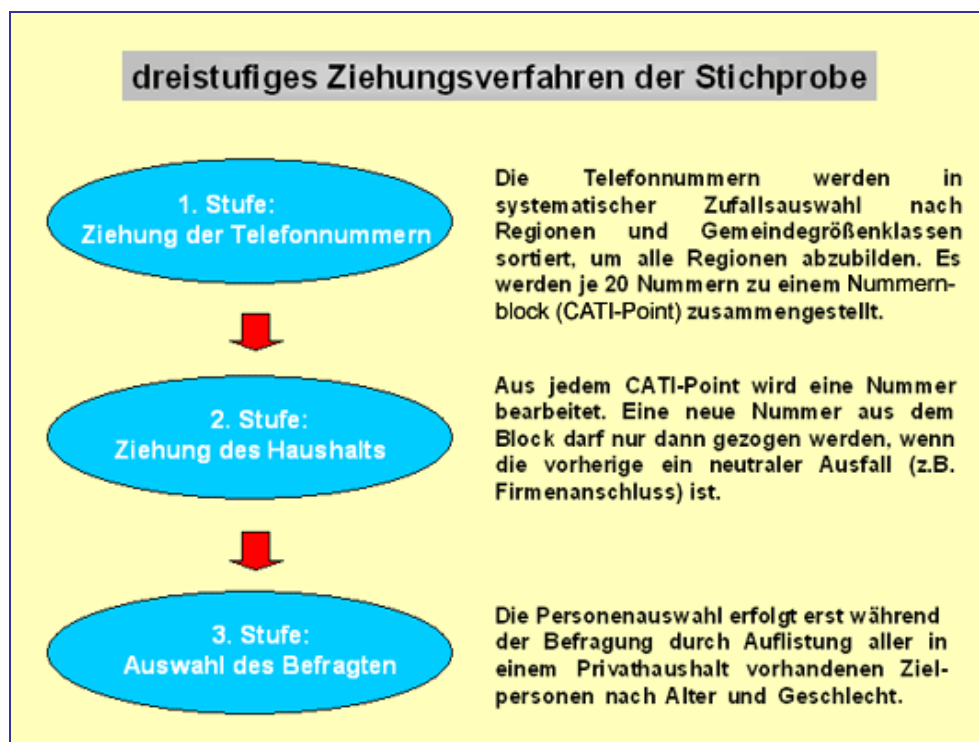 dreistufiges Ziehungsverfahren der Stichprobe
1. Stufe:
Ziehung der Telefonnummern
Die Telefonnummern werden in
systematischer Zufallsauswahl nach
Regionen und Gemeindegrößenklassen
sortiert, um alle Regionen abzubilden. Es
werden je 20 Nummern zu einem Nummern-
block (CATI-Point) zusammengestellt.
2. Stufe:
Ziehung des Haushalts
Aus jedem CATI-Point wird eine Nummer
bearbeitet. Eine neue Nummer aus dem
Block darf nur dann gezogen werden, wenn
die vorherige ein neutraler Ausfall (z.B.
Firmenanschluss) ist.
3. Stufe:
Auswahl des Befragten
Die Personenauswahl erfolgt erst während
der Befragung durch Auflistung aller in
einem Privathaushalt vorhandenen Ziel-
personen nach Alter und Geschlecht.